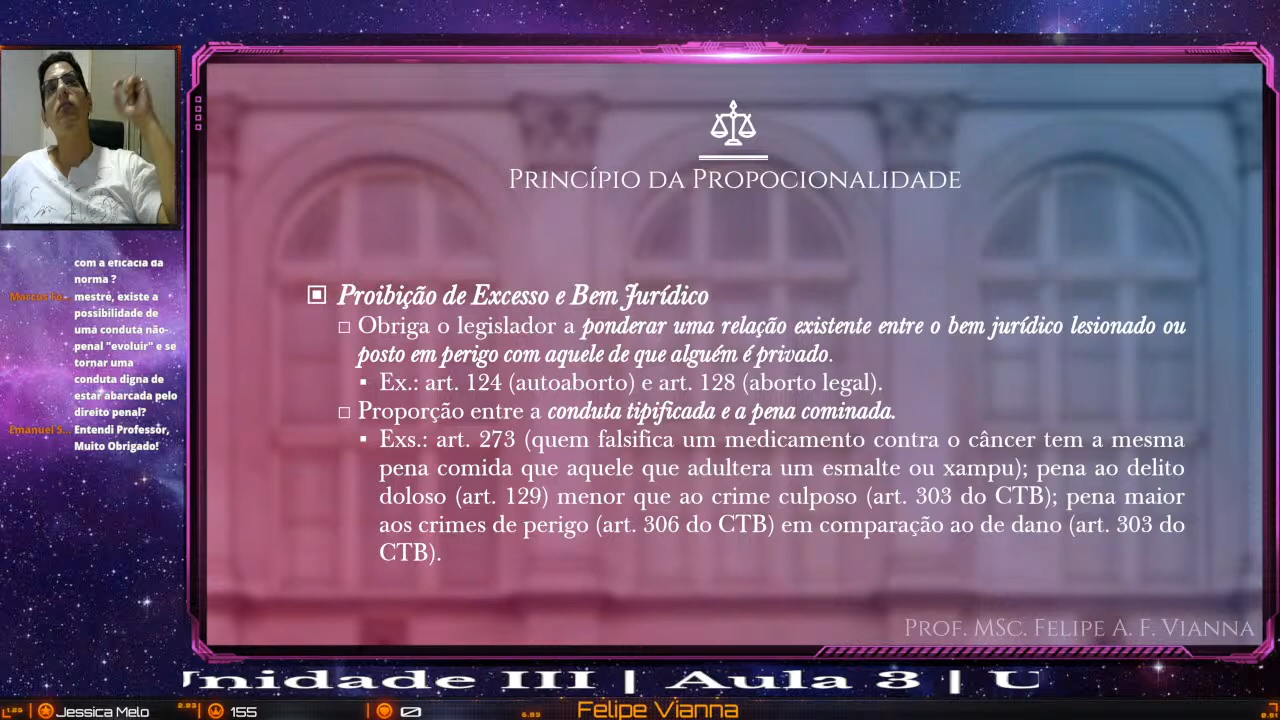 PRINCÍPIO DA PROPOCIONALIDADE
Proibição de Excesso e Bem Jurídico
Obriga o legislador a ponderar uma relação existente entre o bem jurídico lesionado ou
posto em perigo com aquele de que alguém é privado.
Ex.: art. 124 (autoaborto) e art. 128 (aborto legal).
Proporção entre a conduta tipificada e a pena cominada.
Exs.: art. 273 (quem falsifica um medicamento contra o câncer tem a mesma
pena comida que aquele que adultera um esmalte ou xampu); pena ao delito
doloso (art. 129) menor que ao crime culposo (art. 303 do CTB); pena maior
aos crimes de perigo (art. 306 do CTB) em comparação ao de dano (art. 303 do
CTB).
PROF. MSC. FELIPE A. F. VIANNA
com a eficácia da
norma ?
Marcus Fo... mestre, existe a
possibilidade de
uma conduta não-
penal "evoluir" e se
tornar uma
conduta digna de
estar abarcada pelo
direito penal?
Emanuel S... Entendi Professor,
Muito Obrigado!
nidade III | Aula 3 | U
Jessica Melo 155 0 Felipe Vianna